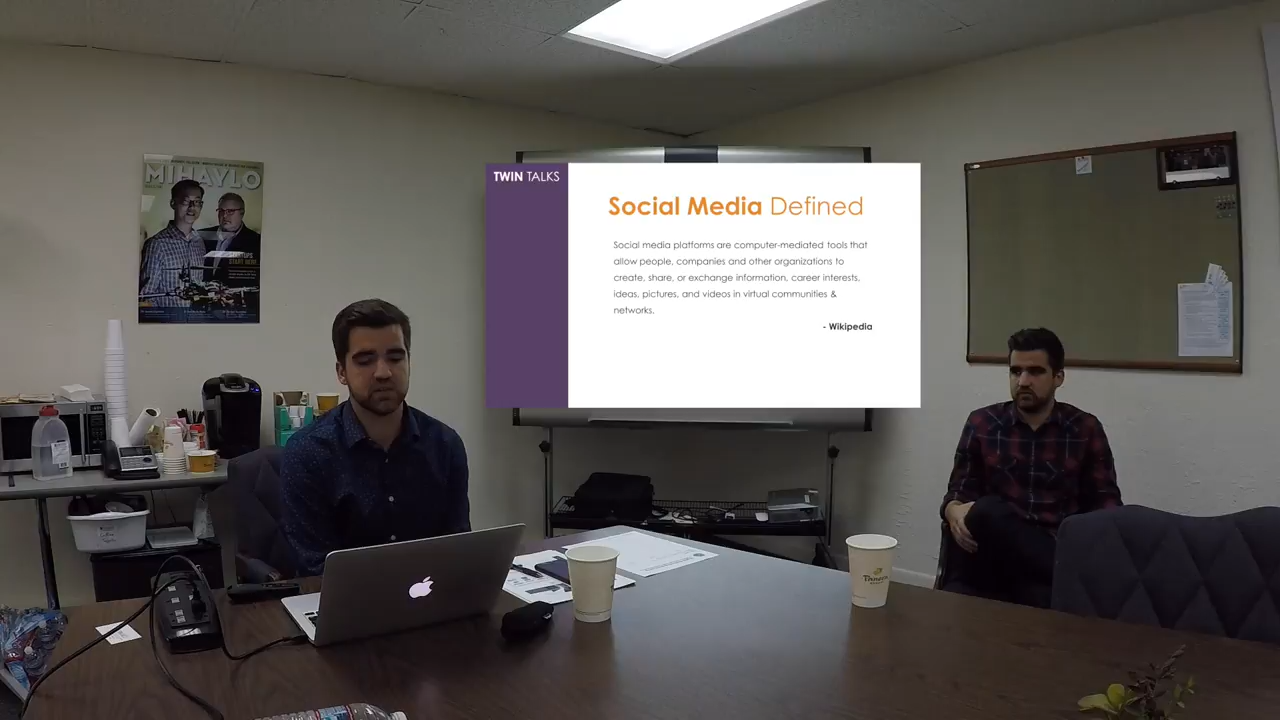 MIHAYLO
TWIN TALKS
Social Media Defined
Social media platforms are computer-mediated tools that
allow people, companies and other organizations to
create, share, or exchange information, career interests,
ideas, pictures, and videos in virtual communities &
networks.
- Wikipedia